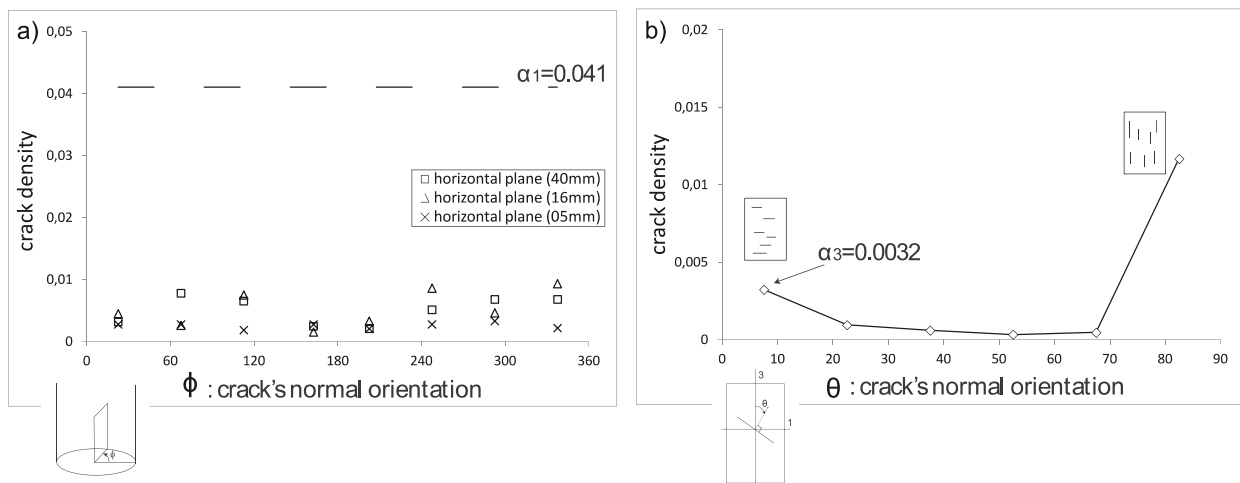 a)
0,05
0,04
0,03
0,02
0,01
0
crack density
α1=0.041
horizontal plane (40mm)
horizontal plane (16mm)
horizontal plane (05mm)
0 60 120 180 240 300 360
ϕ : crack's normal orientation
ϕ
b)
0,02
0,015
0,01
0,005
0
crack density
α3=0.0032
0 10 20 30 40 50 60 70 80 90
θ : crack's normal orientation
3
θ
1